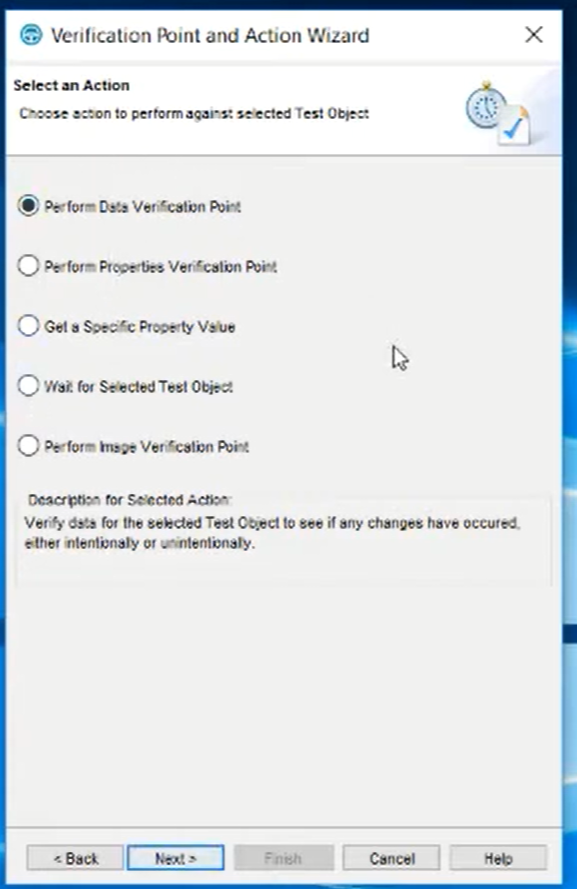 Verification Point and Action Wizard
Select an Action
Choose action to perform against selected Test Object
Perform Data Verification Point
Perform Properties Verification Point
Get a Specific Property Value
Wait for Selected Test Object
Perform Image Verification Point
Description for Selected Action:
Verify data for the selected Test Object to see if any changes have occured,
either intentionally or unintentionally.
< Back
Next >
Finish
Cancel
Help